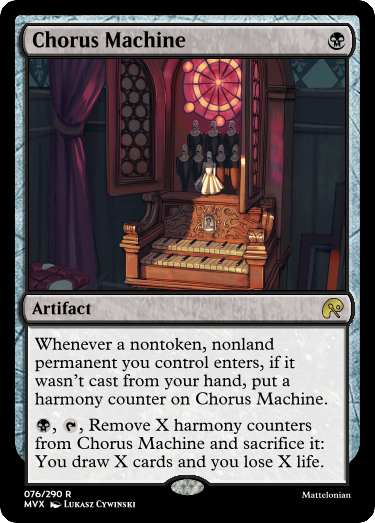 Chorus Machine
Artifact
Whenever a nontoken, nonland
permanent you control enters, if it
wasn't cast from your hand, put a
harmony counter on Chorus Machine.
, , Remove X harmony counters
from Chorus Machine and sacrifice it:
You draw X cards and you lose X life.
076/290 R
MVX Lukasz Cywinski
Mattelonian